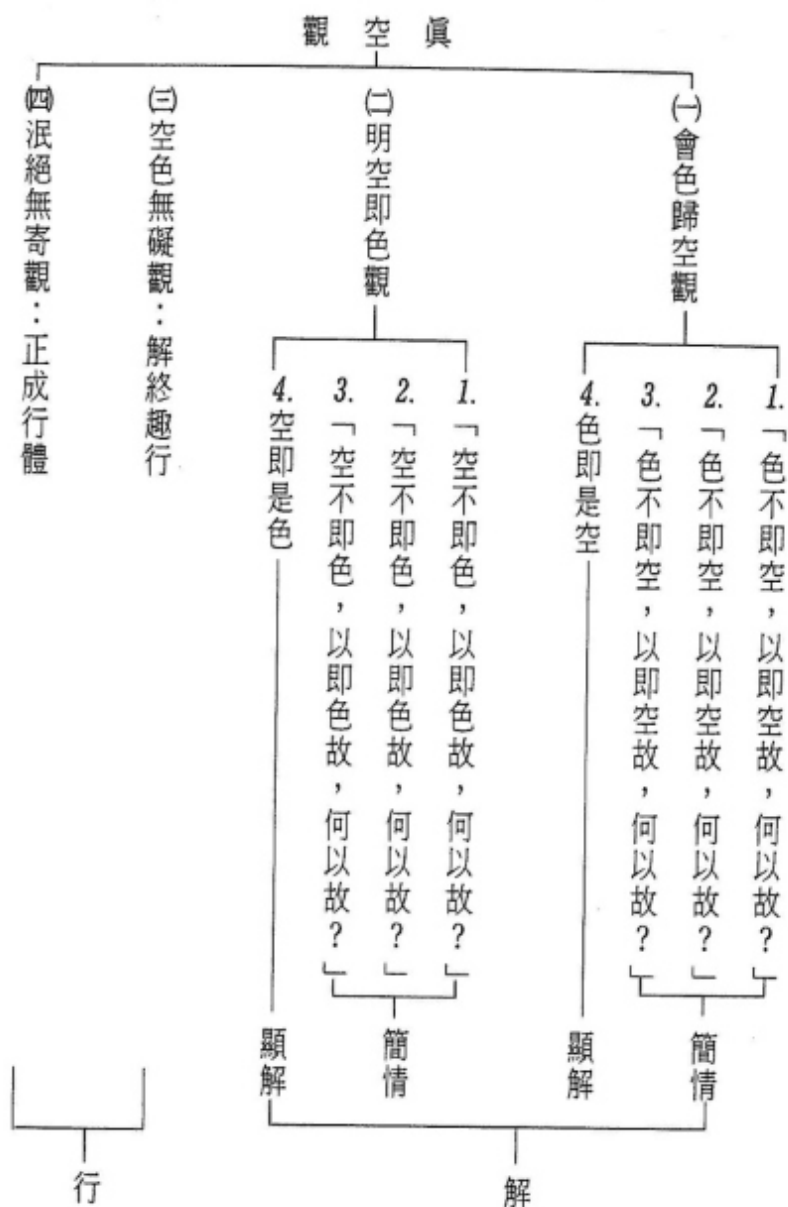 眞空觀
㈠會色歸空觀
1.「色不即空，以即空故，何以故？」
2.「色不即空，以即空故，何以故？」
3.「色不即空，以即空故，何以故？」
簡情
4.色即是空
顯解
㈡明空即色觀
1.「空不即色，以即色故，何以故？」
2.「空不即色，以即色故，何以故？」
3.「空不即色，以即色故，何以故？」
簡情
4.空即是色
顯解
解
㈢空色無礙觀：解終趣行
㈣泯絕無寄觀：正成行體
行